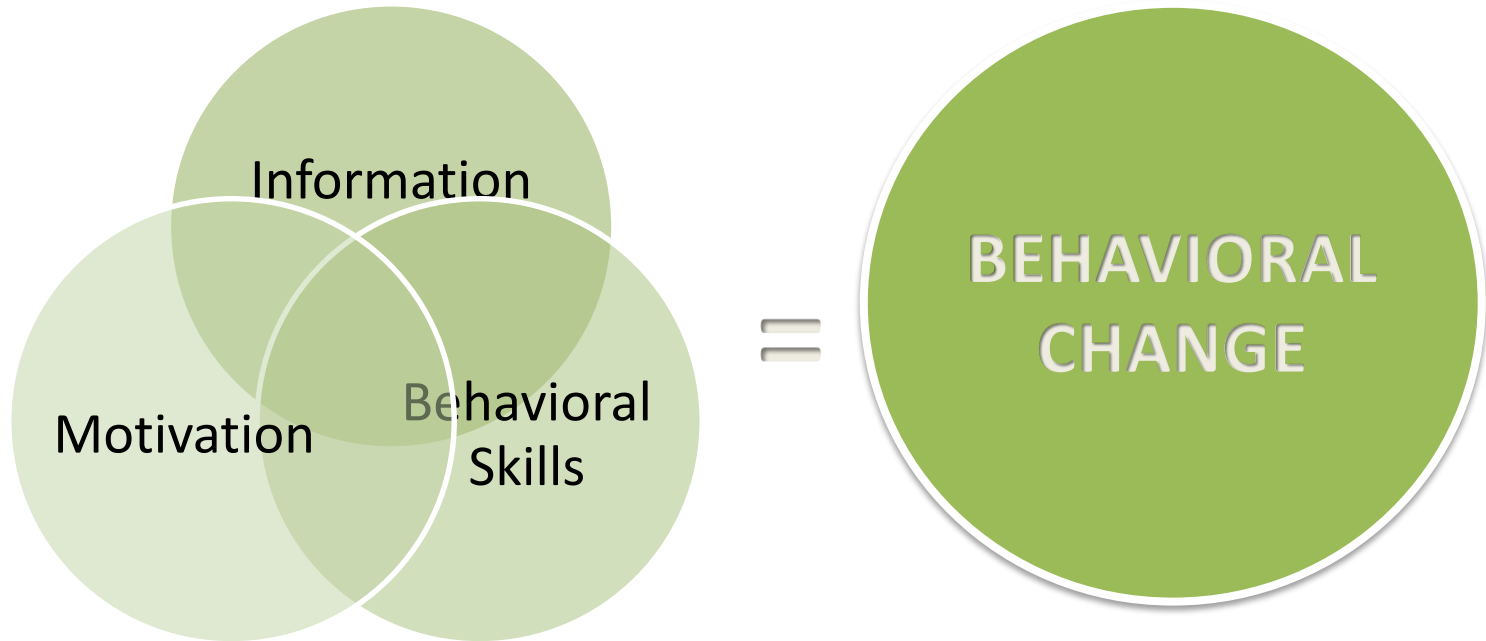 Information
Motivation
Behavioral
Skills
=
BEHAVIORAL
CHANGE